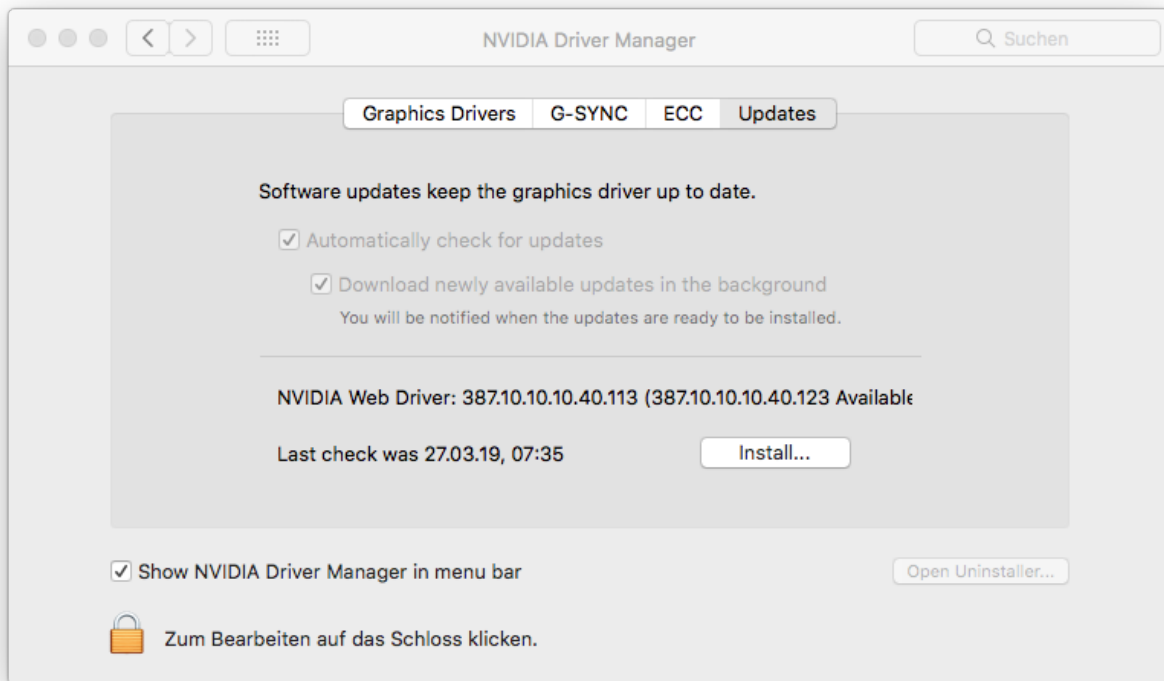 NVIDIA Driver Manager
Suchen
Graphics Drivers G-SYNC ECC Updates
Software updates keep the graphics driver up to date.
Automatically check for updates
Download newly available updates in the background
You will be notified when the updates are ready to be installed.
NVIDIA Web Driver: 387.10.10.10.40.113 (387.10.10.10.40.123 Available
Last check was 27.03.19, 07:35 Install...
Show NVIDIA Driver Manager in menu bar Open Uninstaller...
Zum Bearbeiten auf das Schloss klicken.